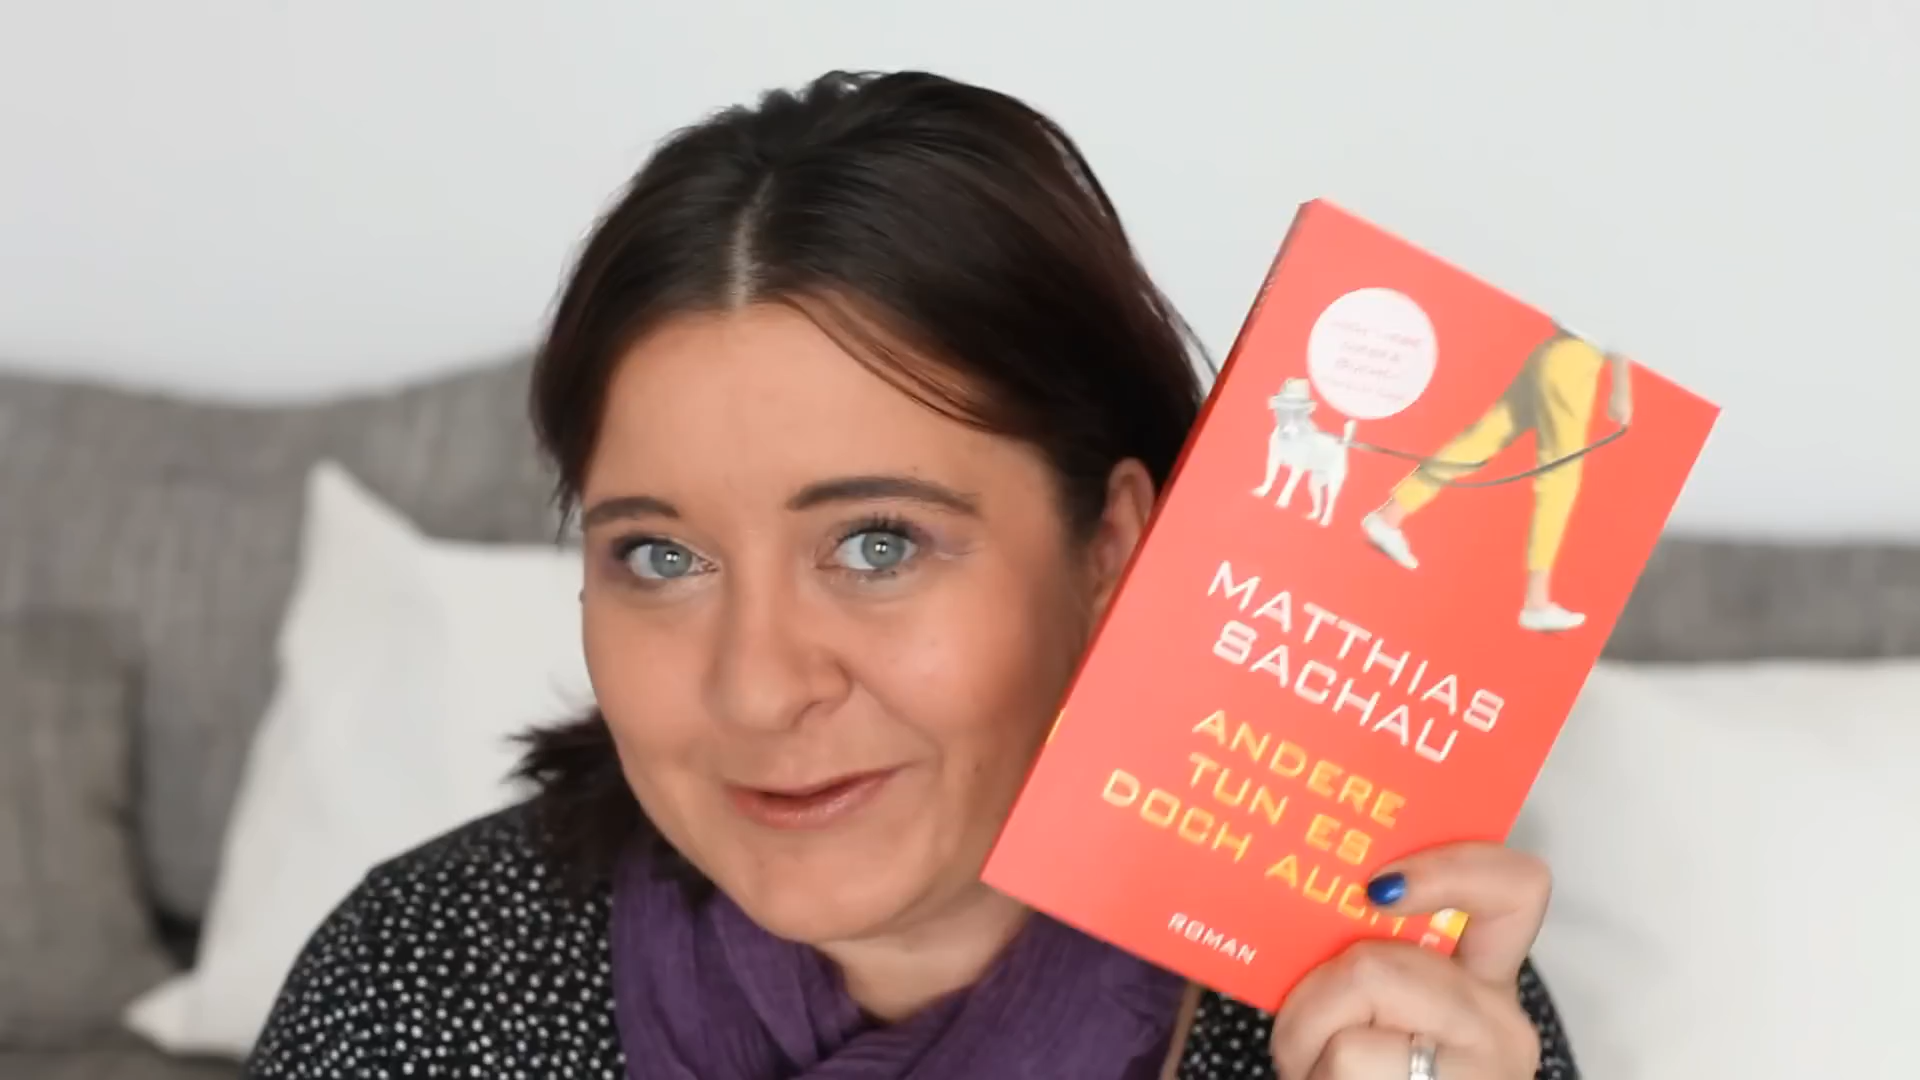 MATTHIAS
SACHAU
ANDERE
TUN ES
DOCH AUCH
ROMAN